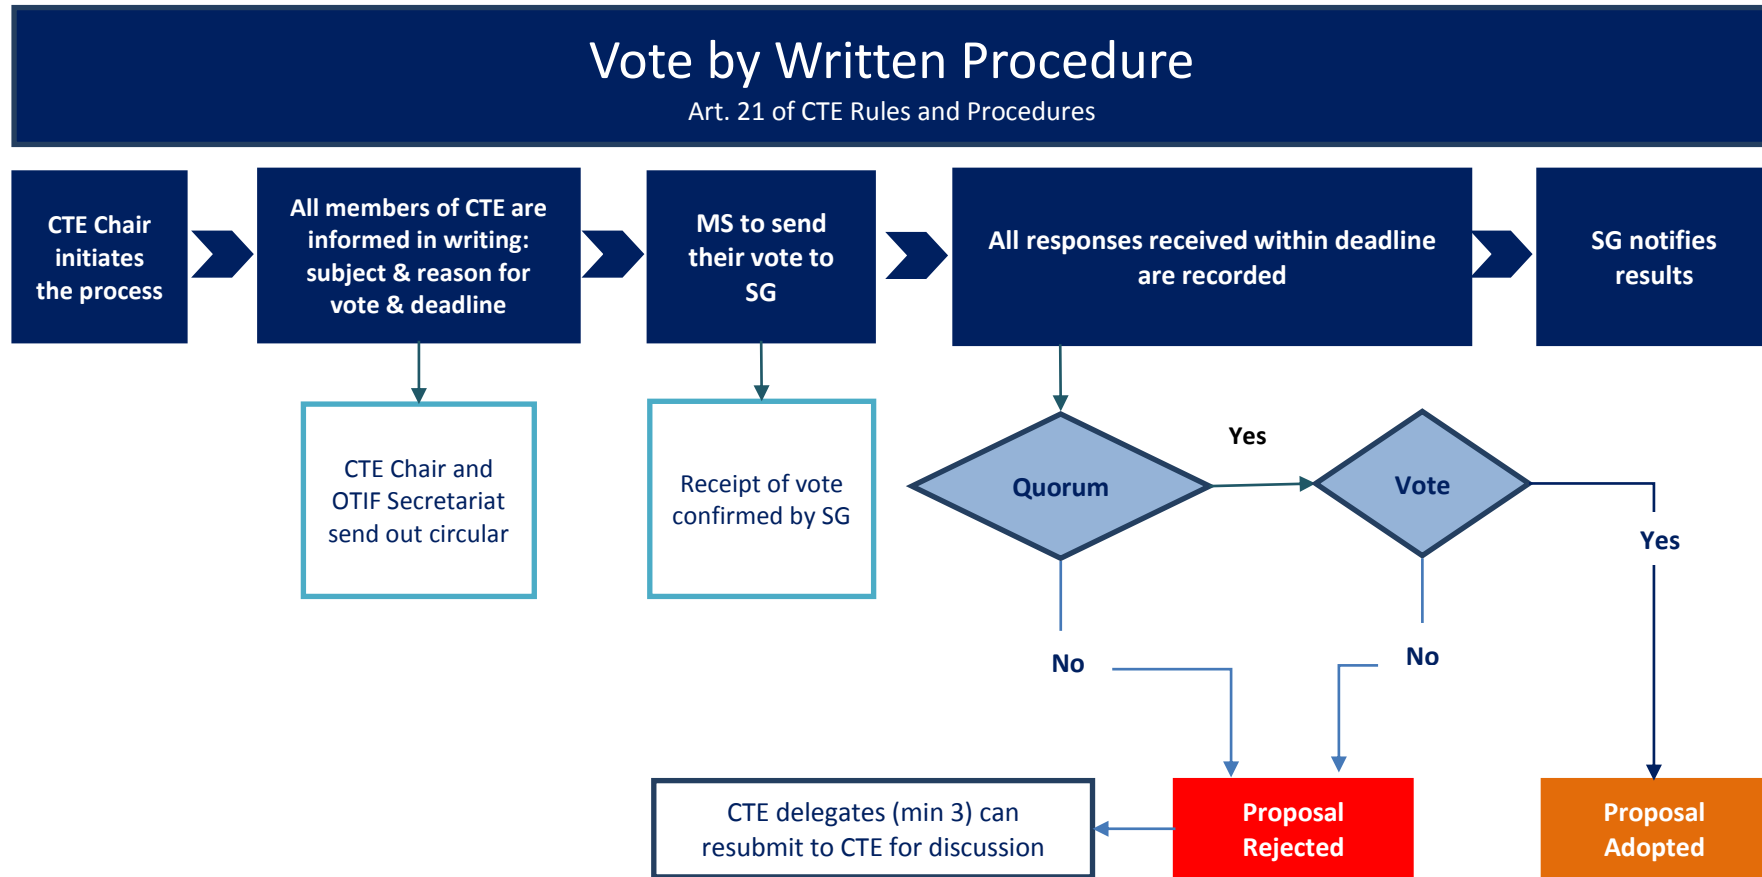 Vote by Written Procedure
Art. 21 of CTE Rules and Procedures
CTE Chair
initiates
the process
All members of CTE are
informed in writing:
subject & reason for
vote & deadline
MS to send
their vote to
SG
All responses received within deadline
are recorded
SG notifies
results
CTE Chair and
OTIF Secretariat
send out circular
Receipt of vote
confirmed by SG
Quorum
Yes
Vote
Yes
No
No
CTE delegates (min 3) can
resubmit to CTE for discussion
Proposal
Rejected
Proposal
Adopted